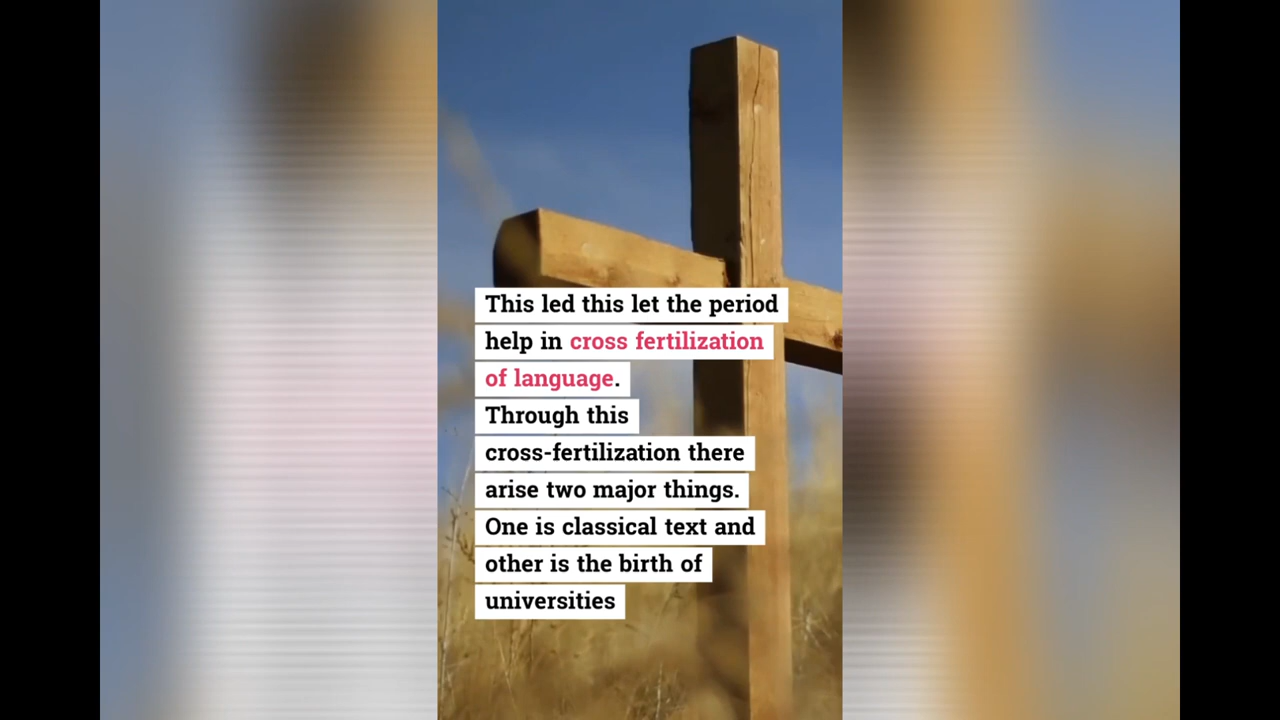 This led this let the period
help in cross fertilization
of language.
Through this
cross-fertilization there
arise two major things.
One is classical text and
other is the birth of
universities